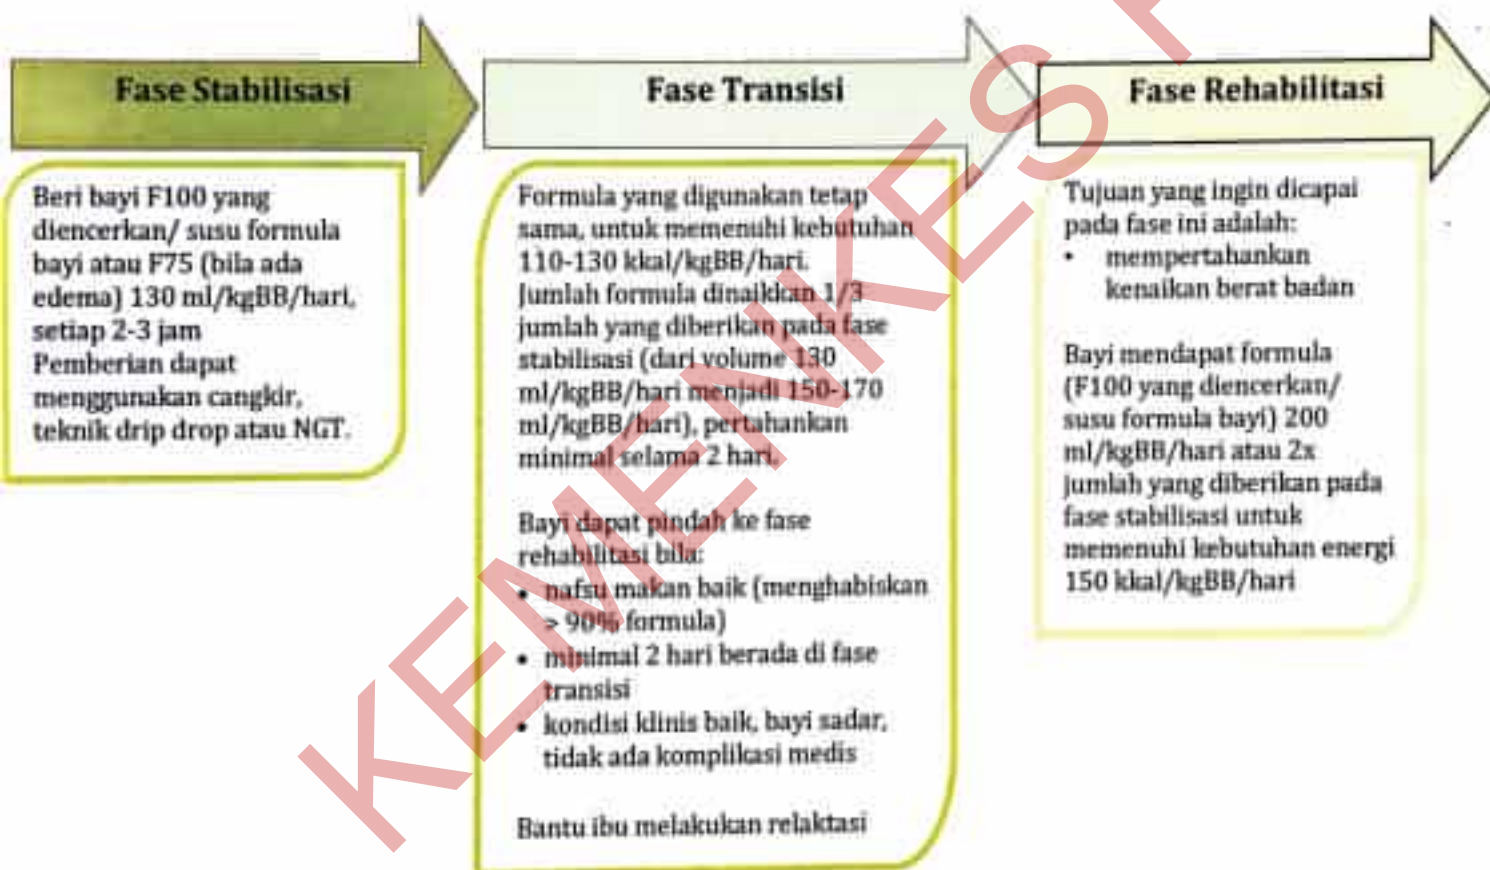 Fase Stabilisasi
Beri bayi F100 yang
diencerkan/ susu formula
bayi atau F75 (bila ada
edema) 130 ml/kgBB/hari,
setiap 2-3 jam
Pemberian dapat
menggunakan cangkir,
teknik drip drop atau NGT.
Fase Transisi
Formula yang digunakan tetap
sama, untuk memenuhi kebutuhan
110-130 kkal/kgBB/hari.
Jumlah formula dinaikkan 1/3
jumlah yang diberikan pada fase
stabilisasi (dari volume 130
ml/kgBB/hari menjadi 150-170
ml/kgBB/hari), pertahankan
minimal selama 2 hari.
Bayi dapat pindah ke fase
rehabilitasi bila:
• nafsu makan baik (menghabiskan
> 90% formula)
• minimal 2 hari berada di fase
transisi
• kondisi klinis baik, bayi sadar,
tidak ada komplikasi medis
Bantu ibu melakukan relaktasi
Fase Rehabilitasi
Tujuan yang ingin dicapai
pada fase ini adalah:
• mempertahankan
kenaikan berat badan
Bayi mendapat formula
(F100 yang diencerkan/
susu formula bayi) 200
ml/kgBB/hari atau 2x
jumlah yang diberikan pada
fase stabilisasi untuk
memenuhi kebutuhan energi
150 kkal/kgBB/hari
KEMENKES